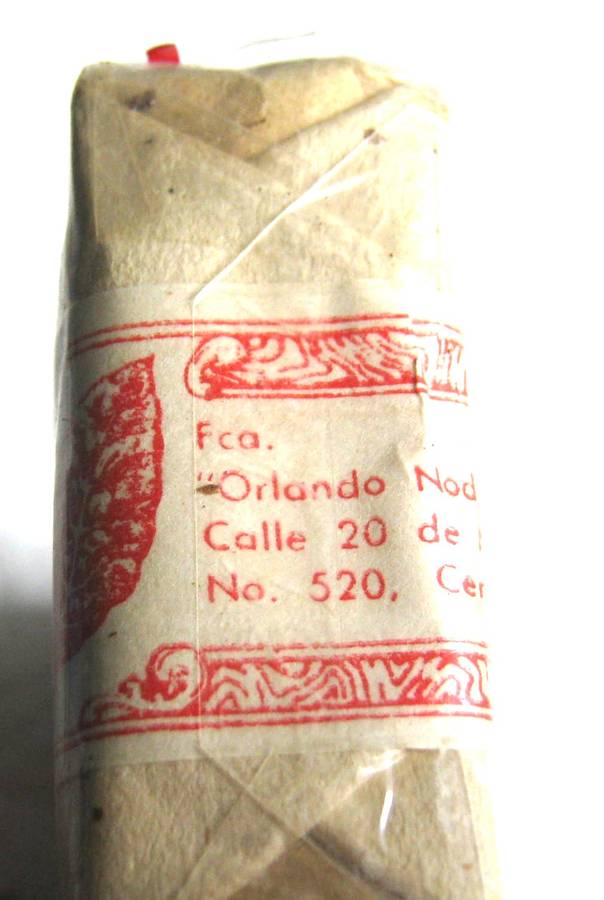 Fca.
"Orlando Nod
Calle 20 de
No. 520, Cer